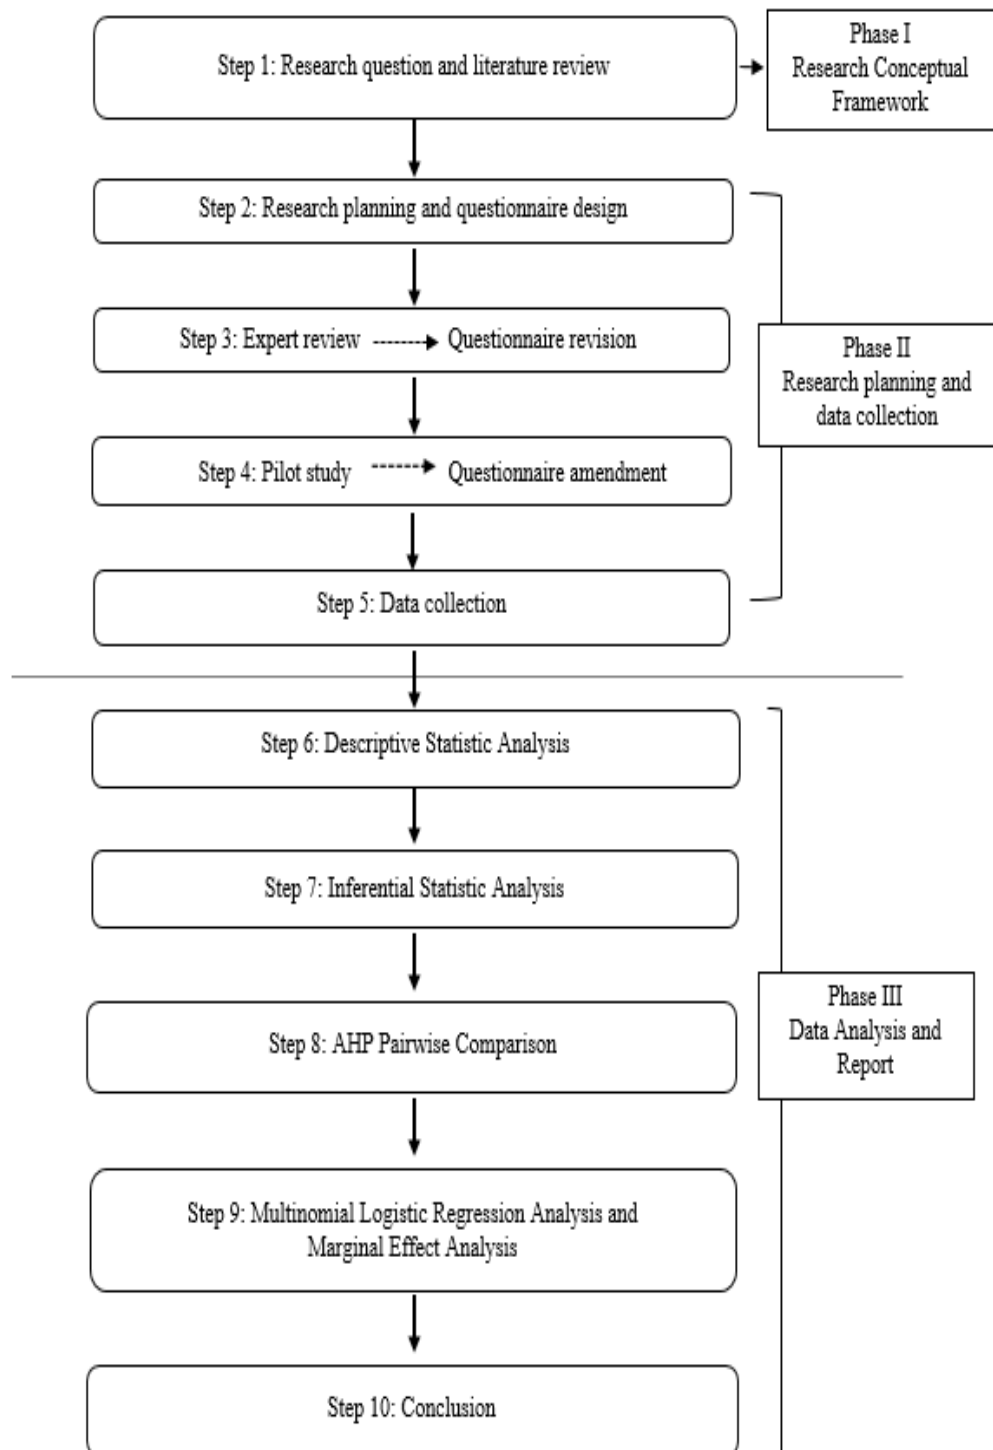 Step 1: Research question and literature review
Phase I
Research Conceptual
Framework
Step 2: Research planning and questionnaire design
Step 3: Expert review
Questionnaire revision
Phase II
Research planning and
data collection
Step 4: Pilot study
Questionnaire amendment
Step 5: Data collection
Step 6: Descriptive Statistic Analysis
Step 7: Inferential Statistic Analysis
Step 8: AHP Pairwise Comparison
Phase III
Data Analysis and
Report
Step 9: Multinomial Logistic Regression Analysis and
Marginal Effect Analysis
Step 10: Conclusion